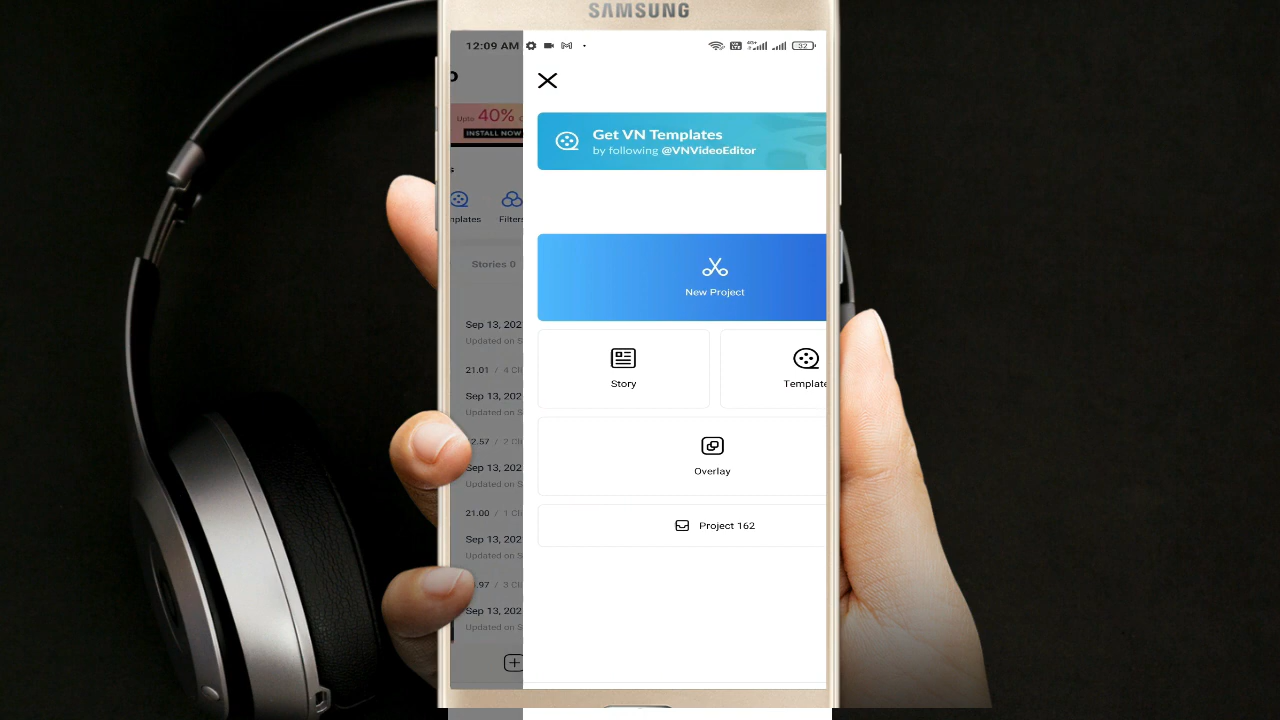 SAMSUNG
12:09 AM
32
Upto 40%
INSTALL NOW
Get VN Templates
by following @VNVideoEditor
Filters
Stories 0
New Project
Story
Template
Overlay
Project 162
Sep 13, 202
Updated on S
21.01 / 4 Cli
Sep 13, 202
Updated on S
2.57 / 2 Cli
Sep 13, 202
Updated on S
21.00 / 1 Cli
Sep 13, 202
Updated on S
.97 / 3 Cli
Sep 13, 202
Updated on S